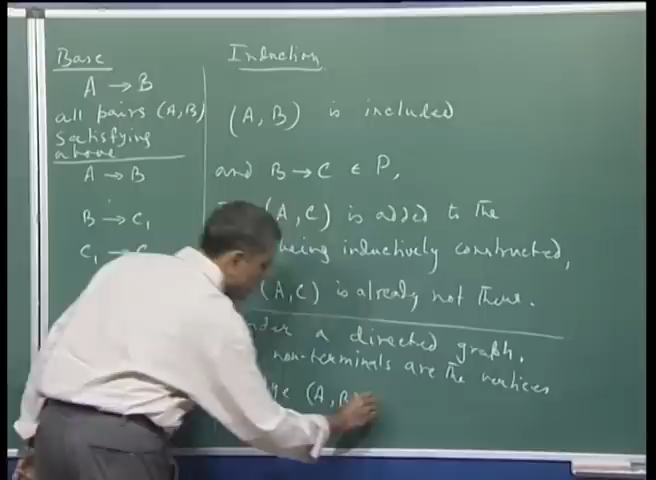 Base
A → B
all pairs (A,B)
satisfying
above
A → B
B → C1
C1 →
Induction
(A, B) is included
and B → C ∈ P,
(A, C) is added to the
being inductively constructed,
(A, C) is already not there.
a directed graph.
non-terminals are the vertices
(A, B